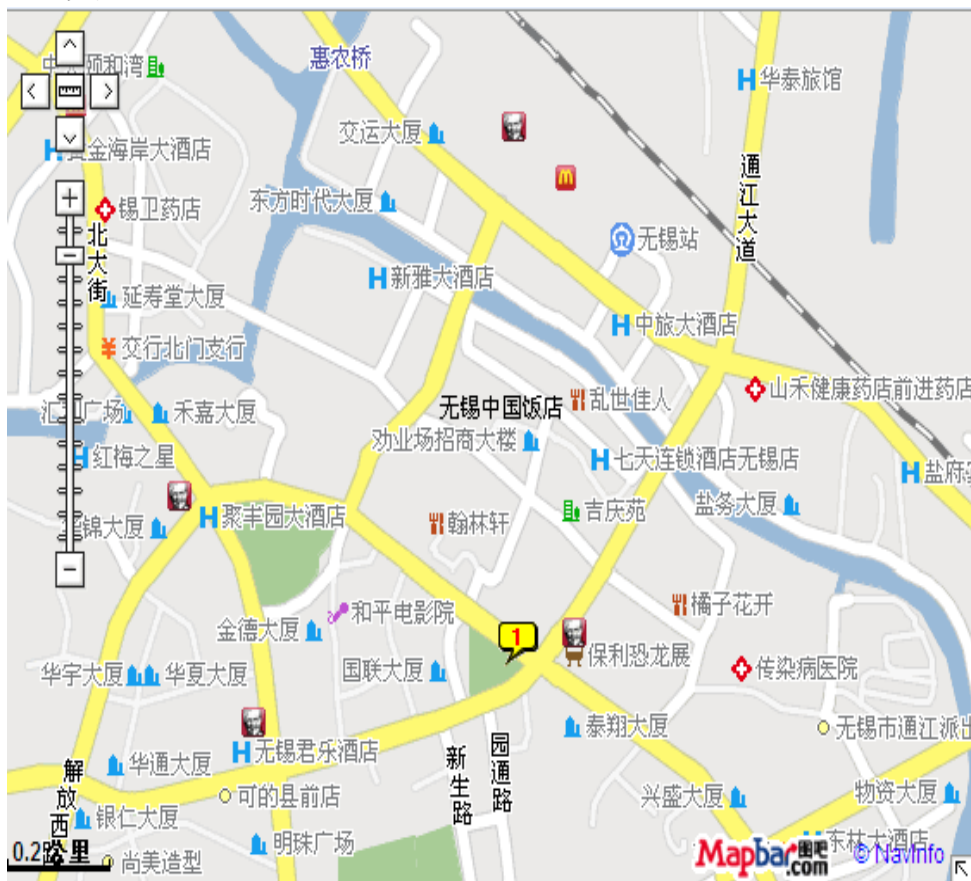 惠农桥
华泰旅馆
交运大厦
黄金海岸大酒店
通江大道
东方时代大厦
锡卫药店
无锡站
北大街
新雅大酒店
延寿堂大厦
中旅大酒店
交行北门支行
山禾健康药店前进药店
无锡中国饭店
乱世佳人
禾嘉大厦
劝业场招商大楼
红梅之星
七天连锁酒店无锡店
盐府
盐务大厦
吉庆苑
聚丰园大酒店
翰林轩
锦大厦
橘子花开
和平电影院
金德大厦
1
保利恐龙展
国联大厦
传染病医院
华宇大厦
华夏大厦
泰翔大厦
无锡市通江派出
无锡君乐酒店
新生路
园通路
华通大厦
解放西路
可的县前店
兴盛大厦
物资大厦
银仁大厦
明珠广场
东林大酒店
0.2公里
尚美造型
Mapbar图吧
.com
© NavInfo